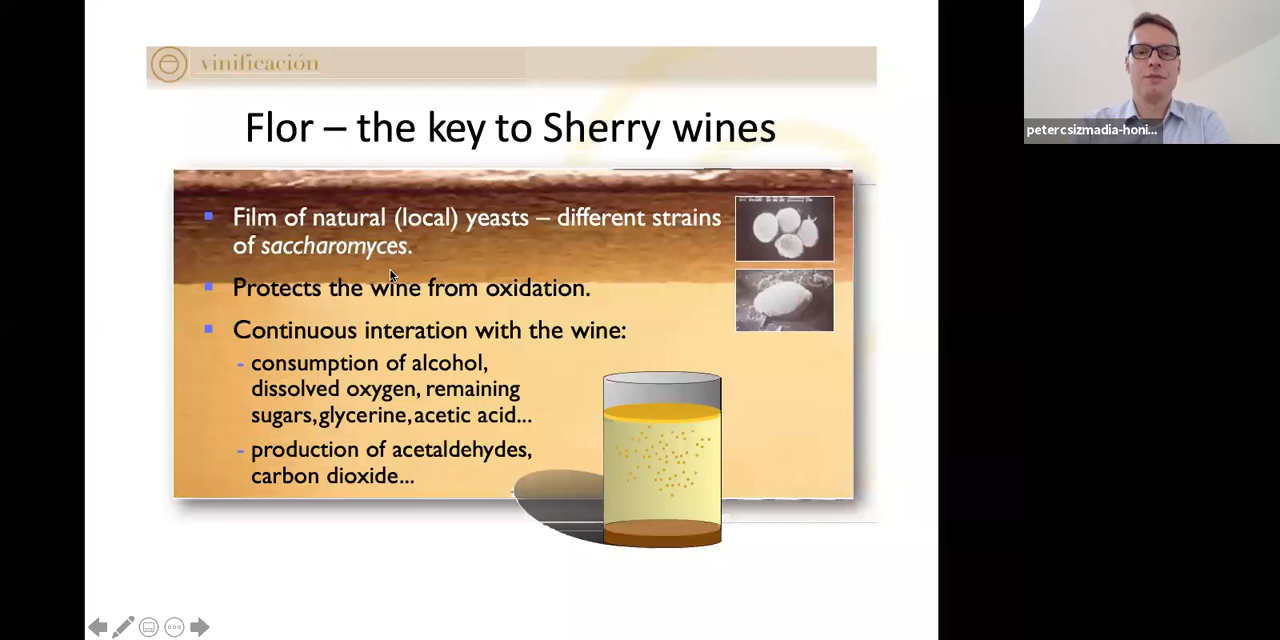 vinificación
Flor – the key to Sherry wines
Film of natural (local) yeasts – different strains
of saccharomyces.
Protects the wine from oxidation.
Continuous interation with the wine:
- consumption of alcohol,
dissolved oxygen, remaining
sugars,glycerine,acetic acid...
- production of acetaldehydes,
carbon dioxide...
petercsizmadia-honi...